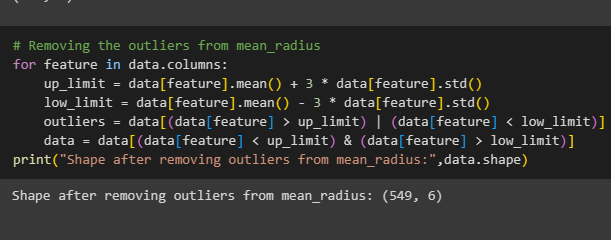 # Removing the outliers from mean_radius
for feature in data.columns:
    up_limit = data[feature].mean() + 3 * data[feature].std()
    low_limit = data[feature].mean() - 3 * data[feature].std()
    outliers = data[(data[feature] > up_limit) | (data[feature] < low_limit)]
    data = data[(data[feature] < up_limit) & (data[feature] > low_limit)]
print("Shape after removing outliers from mean_radius:",data.shape)
Shape after removing outliers from mean_radius: (549, 6)